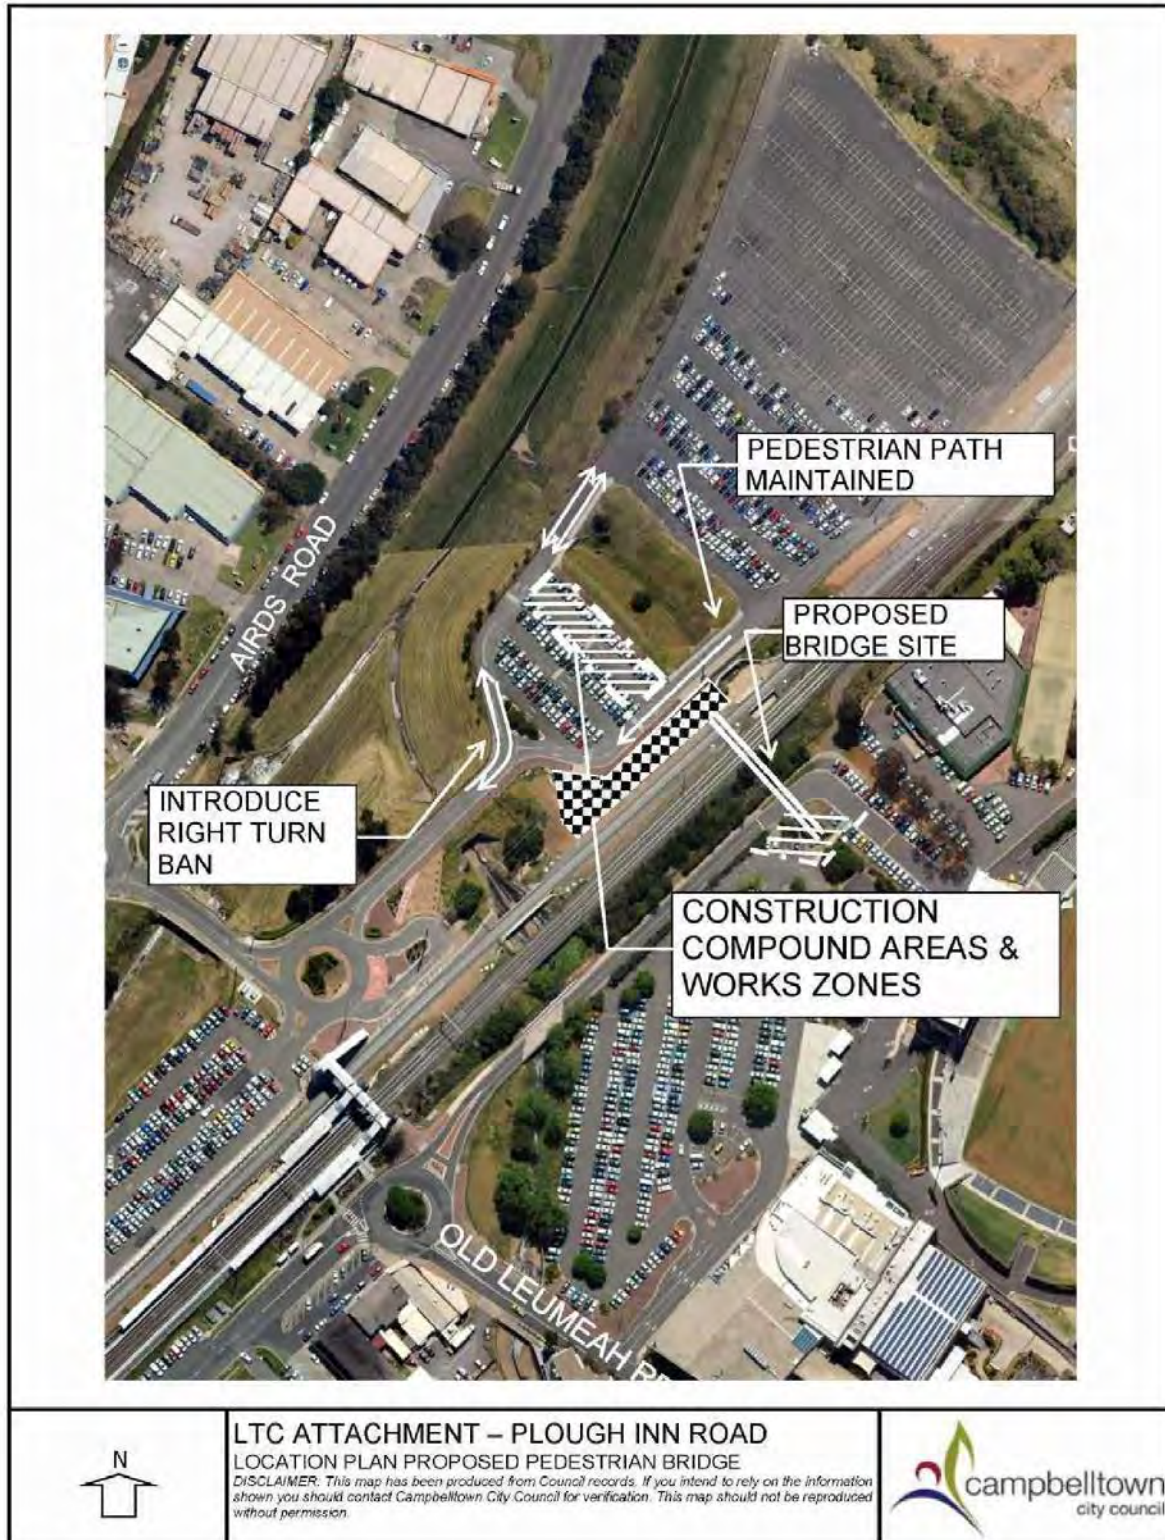 PEDESTRIAN PATH
MAINTAINED
PROPOSED
BRIDGE SITE
AIRDS ROAD
INTRODUCE
RIGHT TURN
BAN
CONSTRUCTION
COMPOUND AREAS &
WORKS ZONES
OLD LEUMEAH
N
LTC ATTACHMENT – PLOUGH INN ROAD
LOCATION PLAN PROPOSED PEDESTRIAN BRIDGE
DISCLAIMER: This map has been produced from Council records. If you intend to rely on the information
shown you should contact Campbelltown City Council for verification. This map should not be reproduced
without permission.
campbelltown
city council